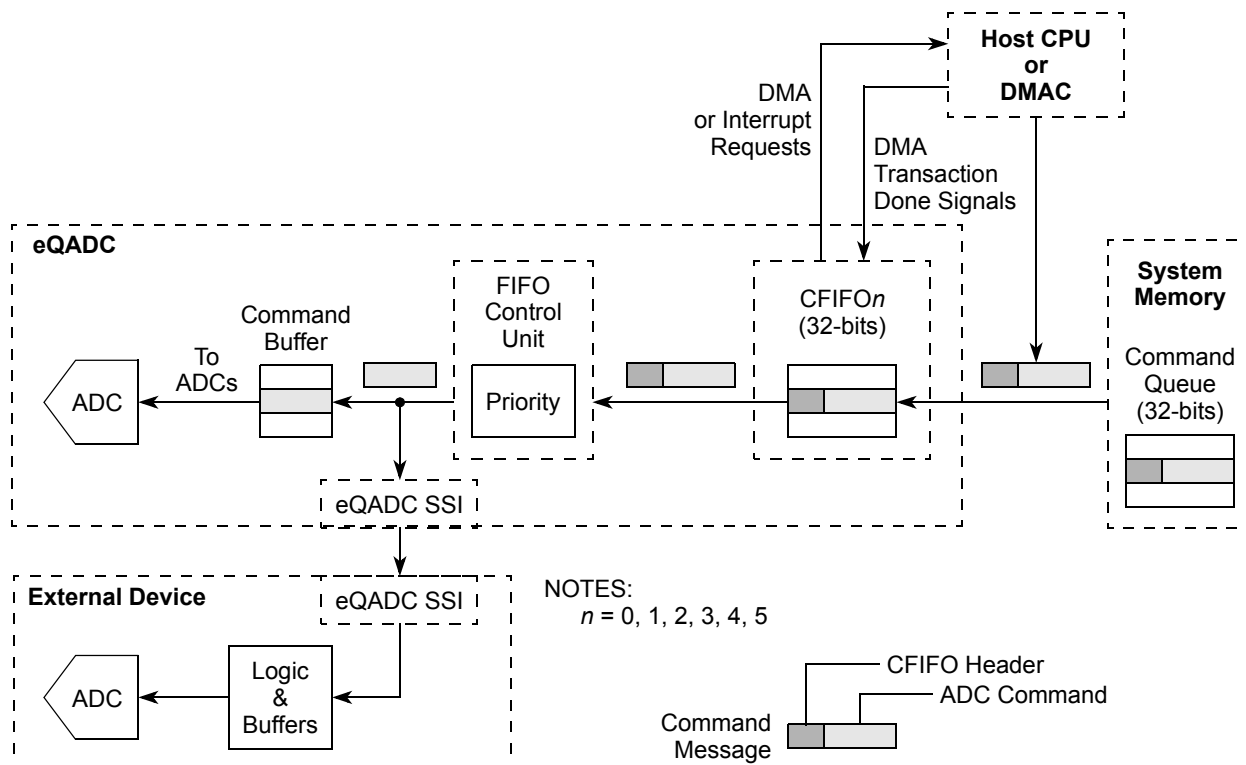 Host CPU
or
DMAC
DMA
or Interrupt
Requests
DMA
Transaction
Done Signals
eQADC
System
Memory
FIFO
Control
Unit
CFIFOn
(32-bits)
Command
Buffer
Command
Queue
(32-bits)
To
ADCs
ADC
Priority
eQADC SSI
External Device
eQADC SSI
NOTES:
n = 0, 1, 2, 3, 4, 5
ADC
Logic
&
Buffers
CFIFO Header
ADC Command
Command
Message